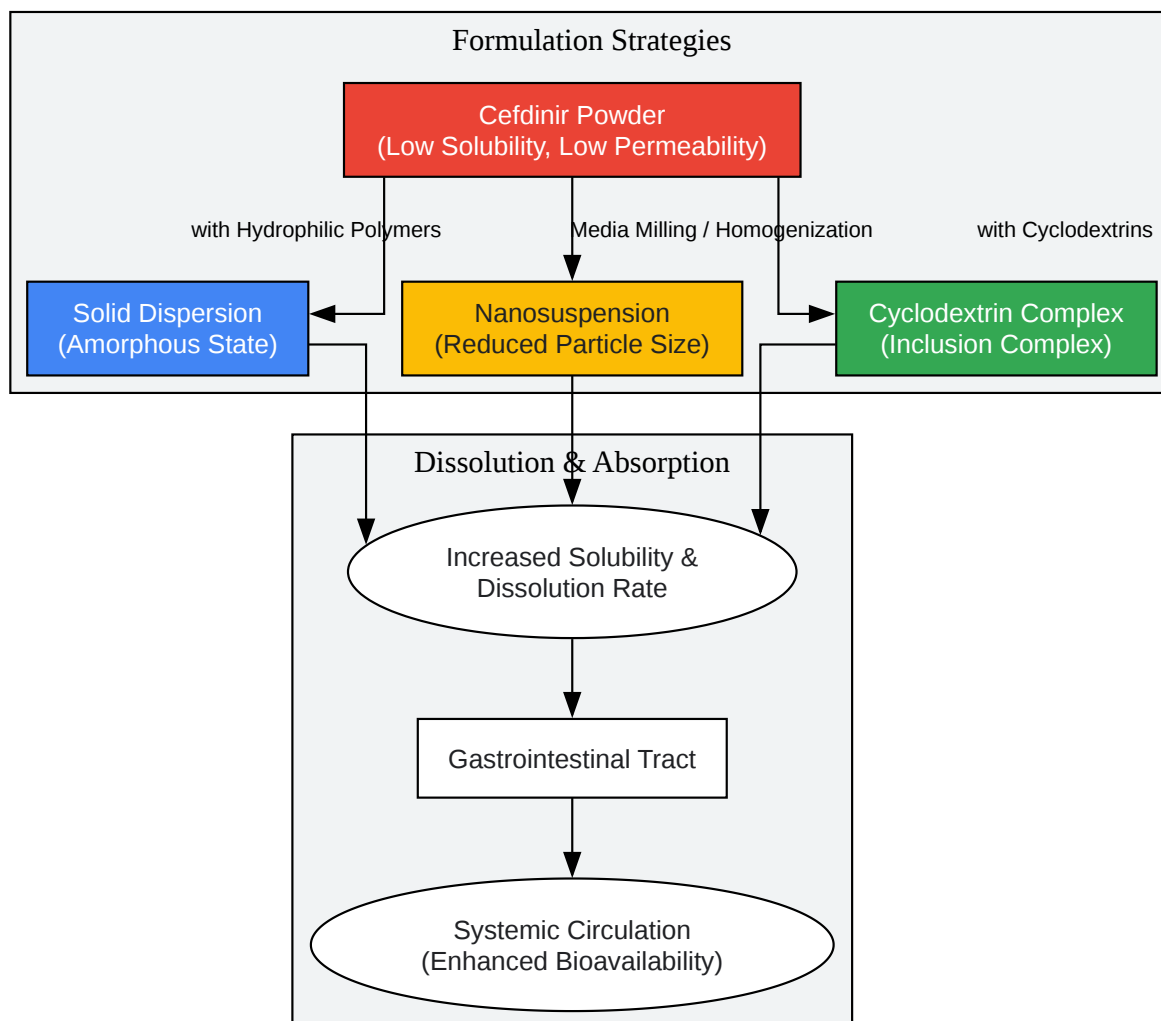 Formulation Strategies
Cefdinir Powder
(Low Solubility, Low Permeability)
with Hydrophilic Polymers
Media Milling / Homogenization
with Cyclodextrins
Solid Dispersion
(Amorphous State)
Nanosuspension
(Reduced Particle Size)
Cyclodextrin Complex
(Inclusion Complex)
Dissolution & Absorption
Increased Solubility &
Dissolution Rate
Gastrointestinal Tract
Systemic Circulation
(Enhanced Bioavailability)